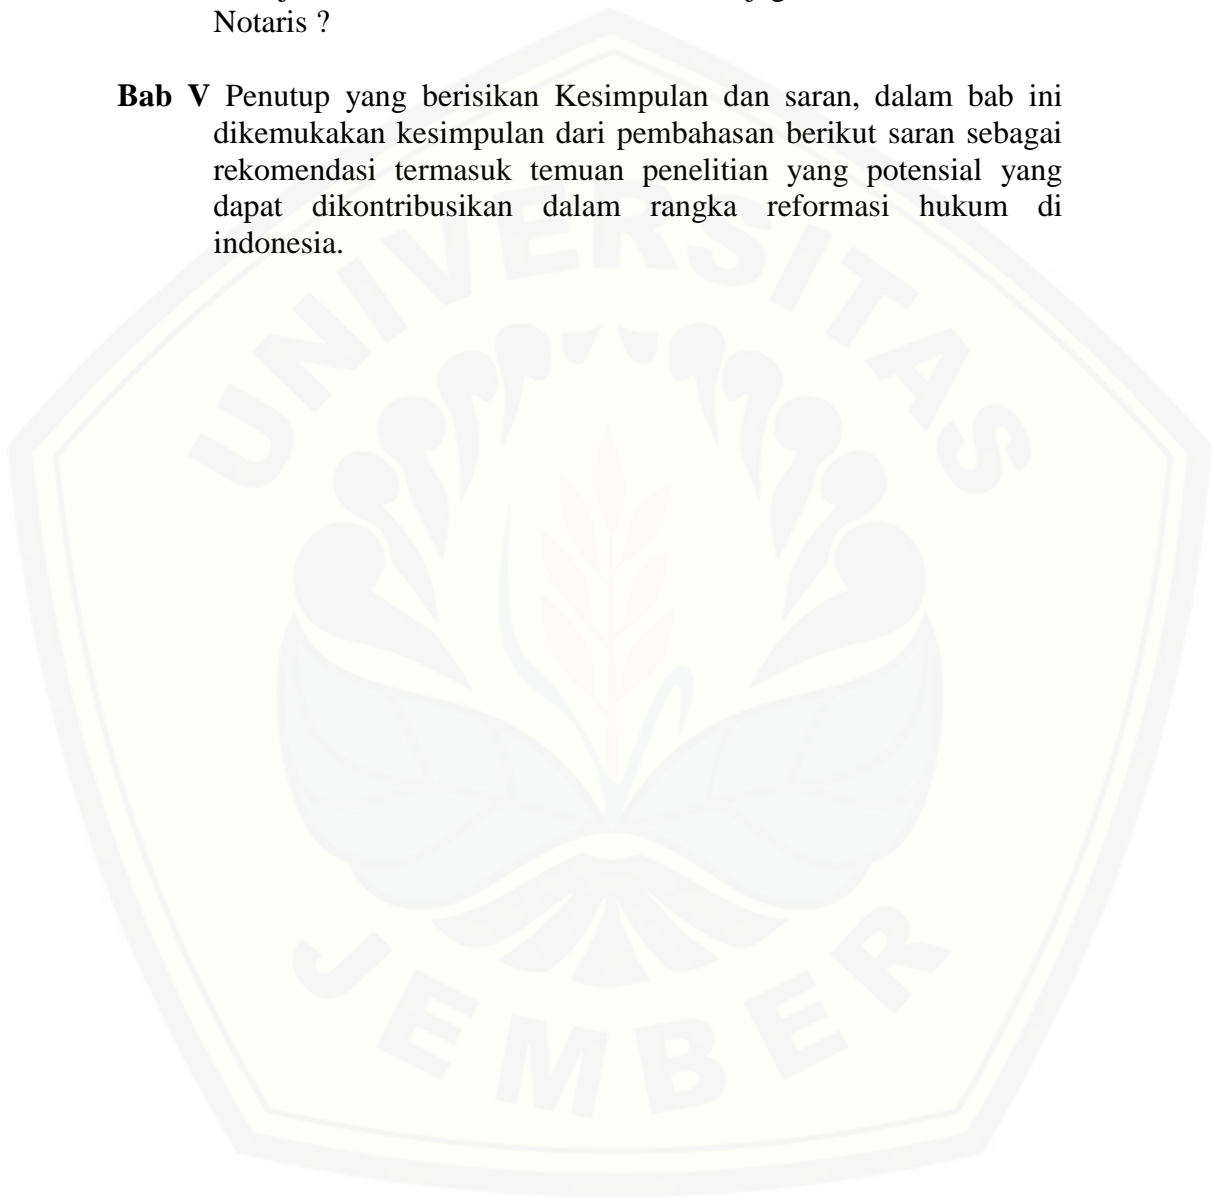 Notaris ?
Bab V Penutup yang berisikan Kesimpulan dan saran, dalam bab ini
dikemukakan kesimpulan dari pembahasan berikut saran sebagai
rekomendasi termasuk temuan penelitian yang potensial yang
dapat dikontribusikan dalam rangka reformasi hukum di
indonesia.
UNIVERSITAS
JEMBER